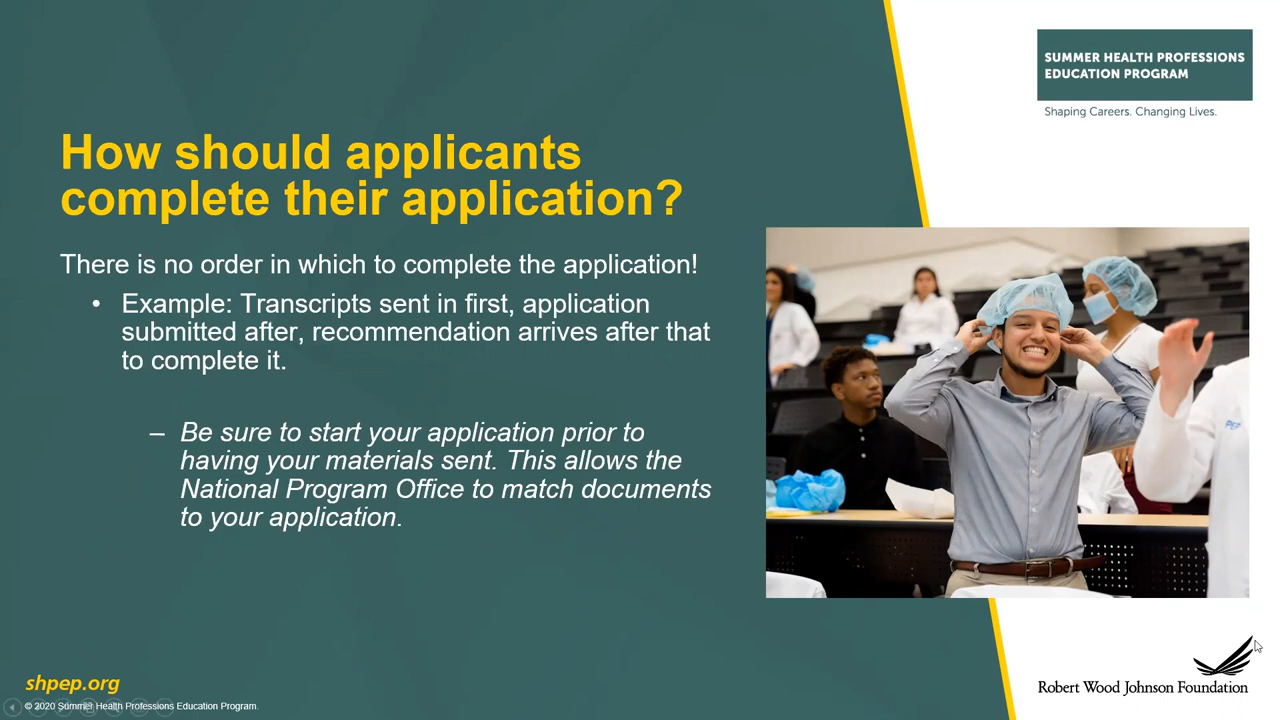 SUMMER HEALTH PROFESSIONS
EDUCATION PROGRAM
Shaping Careers. Changing Lives.
How should applicants
complete their application?
There is no order in which to complete the application!
• Example: Transcripts sent in first, application
submitted after, recommendation arrives after that
to complete it.
– Be sure to start your application prior to
having your materials sent. This allows the
National Program Office to match documents
to your application.
shpep.org
© 2020 Summer Health Professions Education Program.
Robert Wood Johnson Foundation